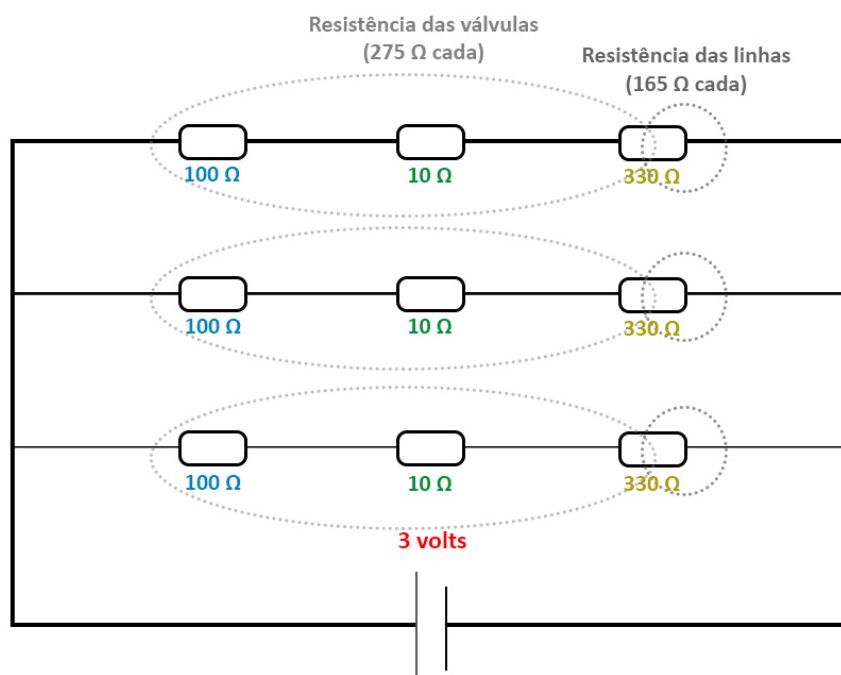 Resistência das válvulas
(275 Ω cada)
Resistência das linhas
(165 Ω cada)
100 Ω
10 Ω
330 Ω
100 Ω
10 Ω
330 Ω
100 Ω
10 Ω
330 Ω
3 volts